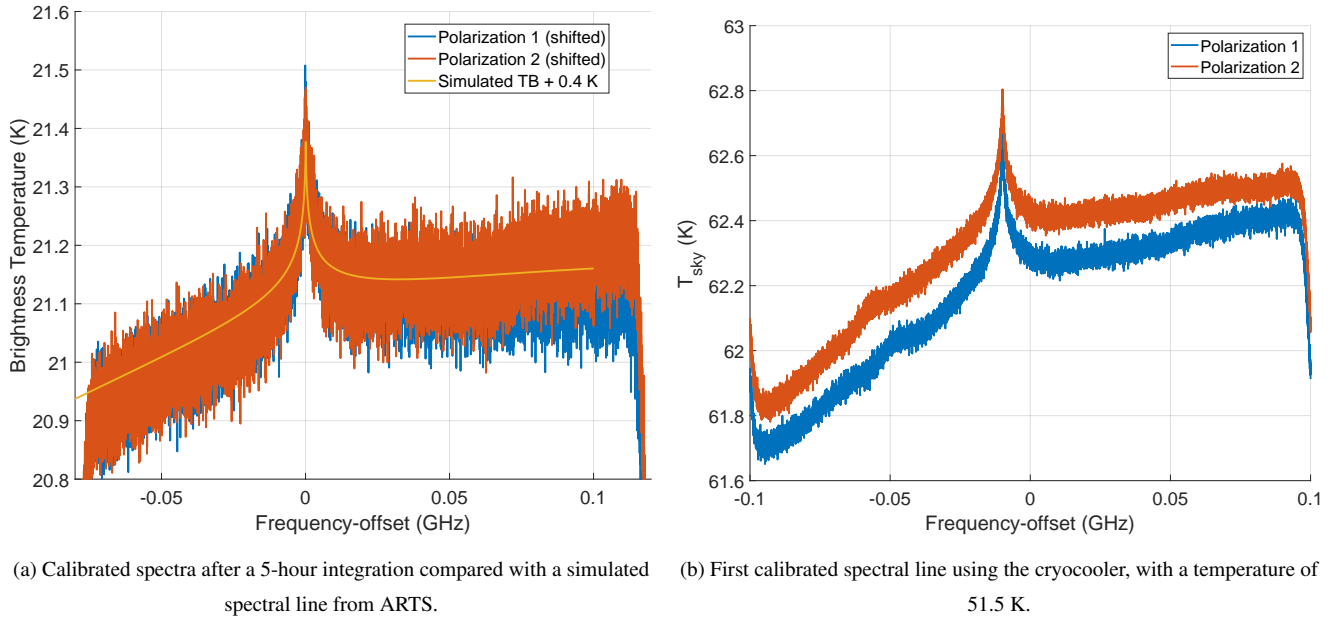 21.6
21.5
21.4
21.3
21.2
21.1
21
20.9
20.8
Brightness Temperature (K)
Polarization 1 (shifted)
Polarization 2 (shifted)
Simulated TB + 0.4 K
-0.05
0
0.05
0.1
Frequency-offset (GHz)
(a) Calibrated spectra after a 5-hour integration compared with a simulated
spectral line from ARTS.
63
62.8
62.6
62.4
62.2
62
61.8
61.6
T_sky (K)
Polarization 1
Polarization 2
-0.1
-0.05
0
0.05
0.1
Frequency-offset (GHz)
(b) First calibrated spectral line using the cryocooler, with a temperature of
51.5 K.